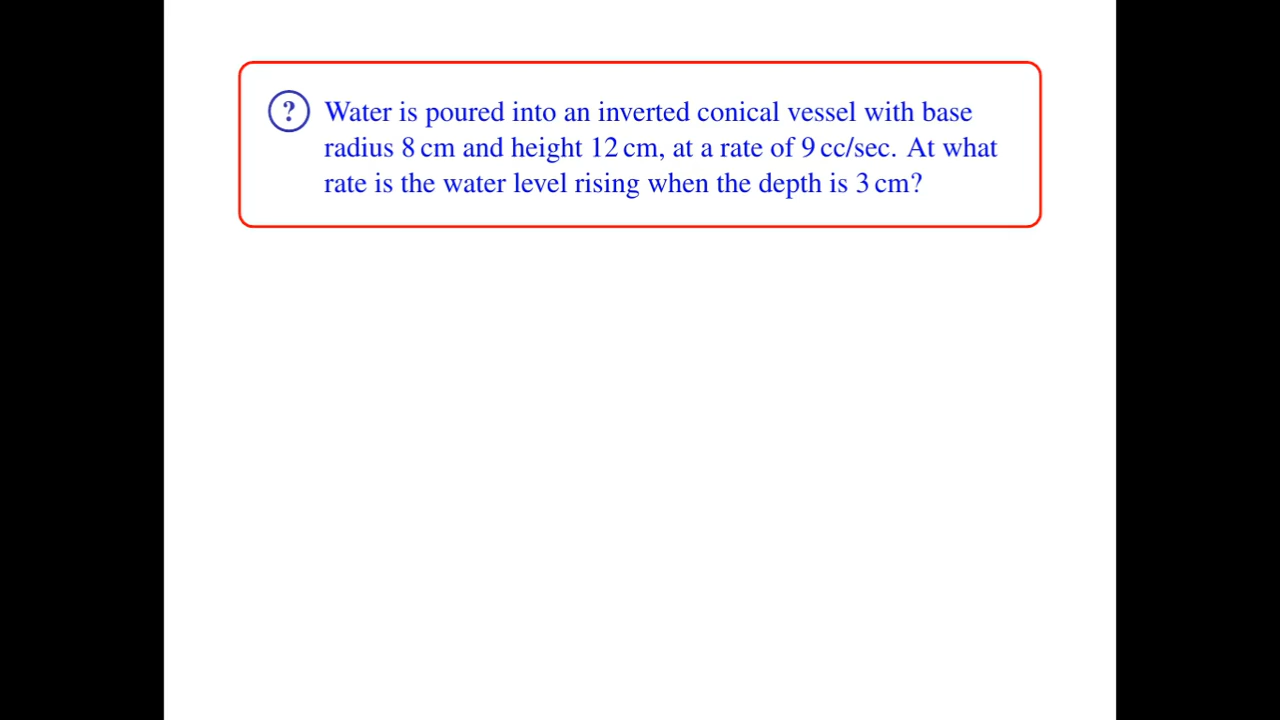 ? Water is poured into an inverted conical vessel with base
radius 8 cm and height 12 cm, at a rate of 9 cc/sec. At what
rate is the water level rising when the depth is 3 cm?